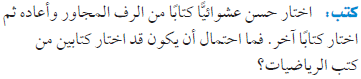 كتب: اختار حسن عشوائيًّا كتابًا من الرف المجاور وأعاده ثم
اختار كتابًا آخر. فما احتمال أن يكون قد اختار كتابين من
كتب الرياضيات؟